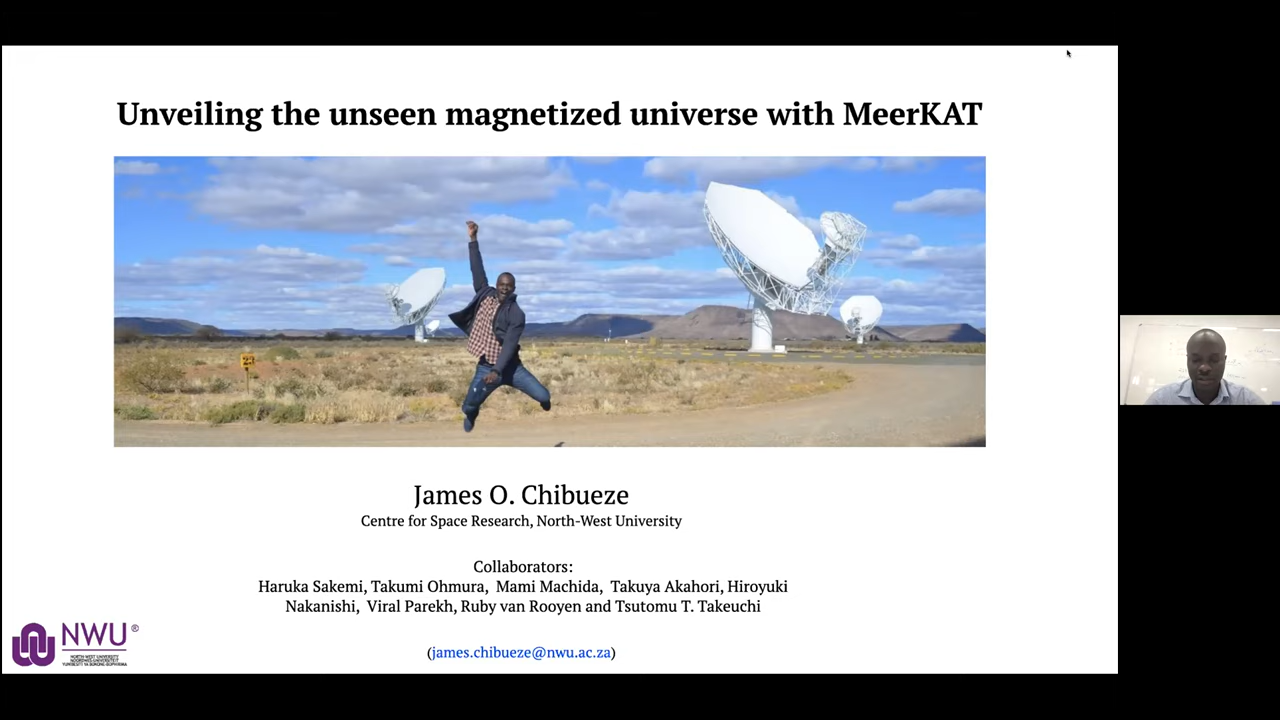 Unveiling the unseen magnetized universe with MeerKAT
James O. Chibueze
Centre for Space Research, North-West University
Collaborators:
Haruka Sakemi, Takumi Ohmura, Mami Machida, Takuya Akahori, Hiroyuki
Nakanishi, Viral Parekh, Ruby van Rooyen and Tsutomu T. Takeuchi
(james.chibueze@nwu.ac.za)
NWU®
NORTH-WEST UNIVERSITY
NOORDWES-UNIVERSITEIT
YUNIBESITI YA BOKONE-BOPHIRIMA